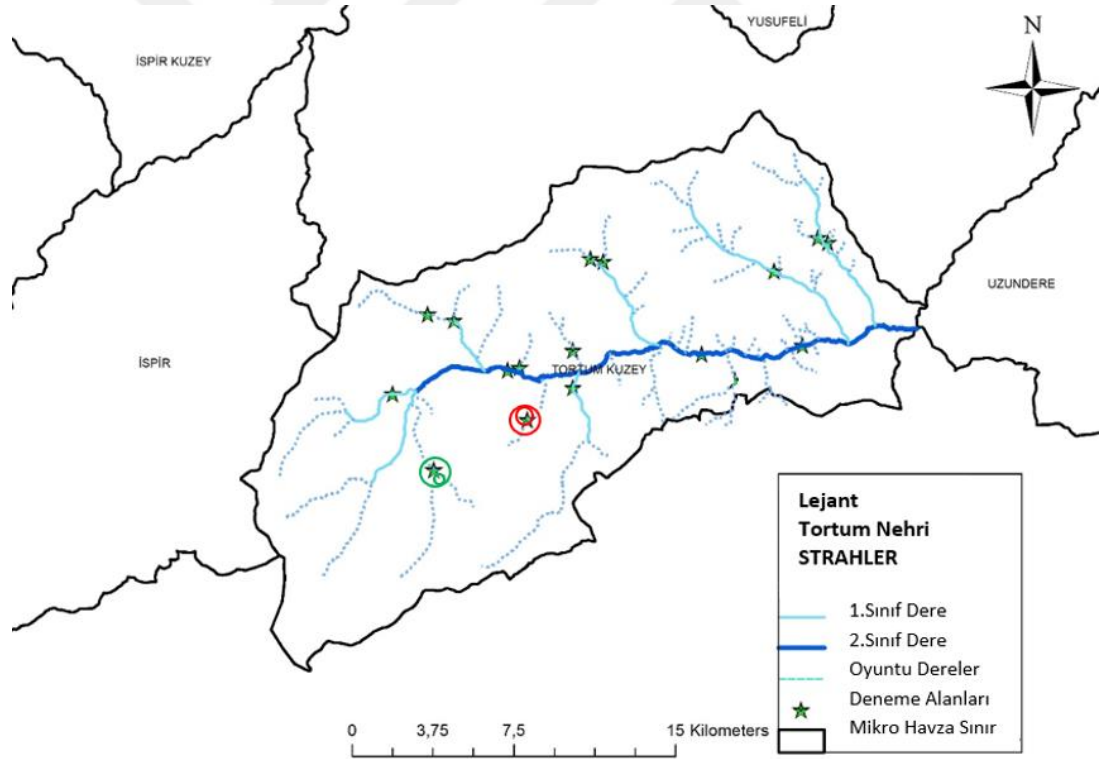 YUSUFELİ
N
İSPİR KUZEY
UZUNDERE
İSPİR
TORTUM KUZEY
Lejant
Tortum Nehri
STRAHLER
1.Sınıf Dere
2.Sınıf Dere
Oyuntu Dereler
Deneme Alanları
Mikro Havza Sınır
0 3,75 7,5 15 Kilometers